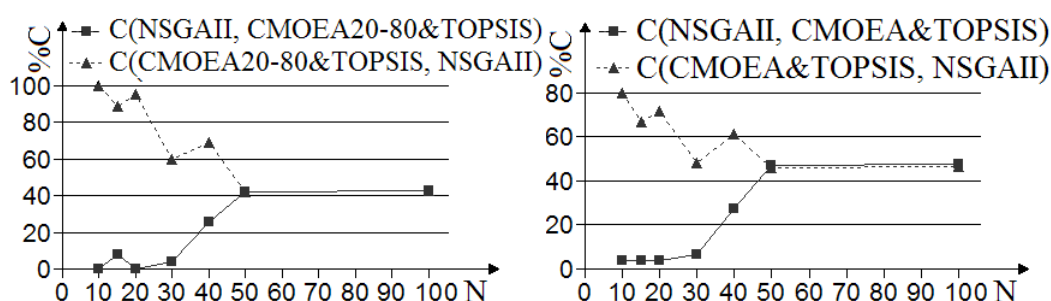 %C
C(NSGAII, CMOEA20-80&TOPSIS)
C(CMOEA20-80&TOPSIS, NSGAII)
100
80
60
40
20
0
0 10 20 30 40 50 60 70 80 90 100 N
%C
C(NSGAII, CMOEA&TOPSIS)
C(CMOEA&TOPSIS, NSGAII)
80
60
40
20
0
0 10 20 30 40 50 60 70 80 90 100 N